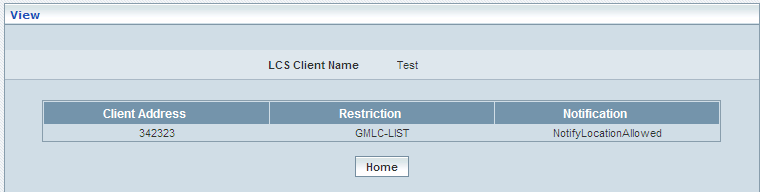 View
LCS Client Name Test
Client Address Restriction Notification
342323 GMLC-LIST NotifyLocationAllowed
Home